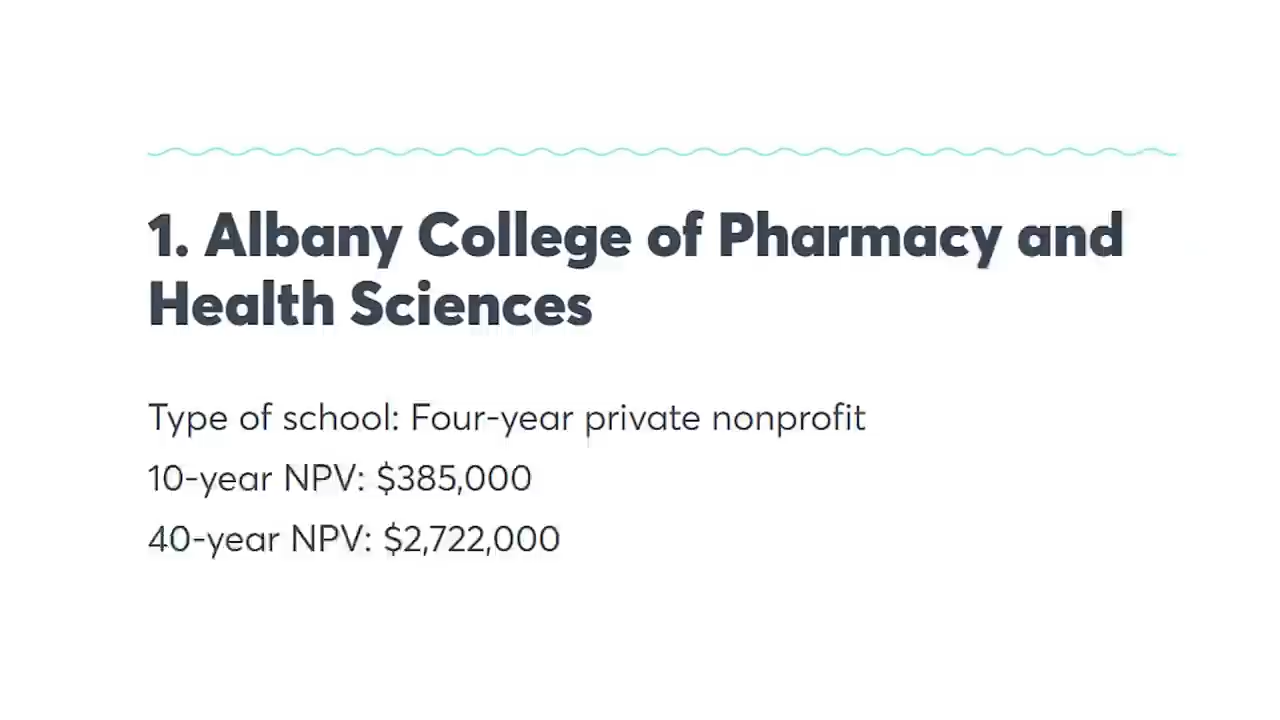 1. Albany College of Pharmacy and
Health Sciences
Type of school: Four-year private nonprofit
10-year NPV: $385,000
40-year NPV: $2,722,000